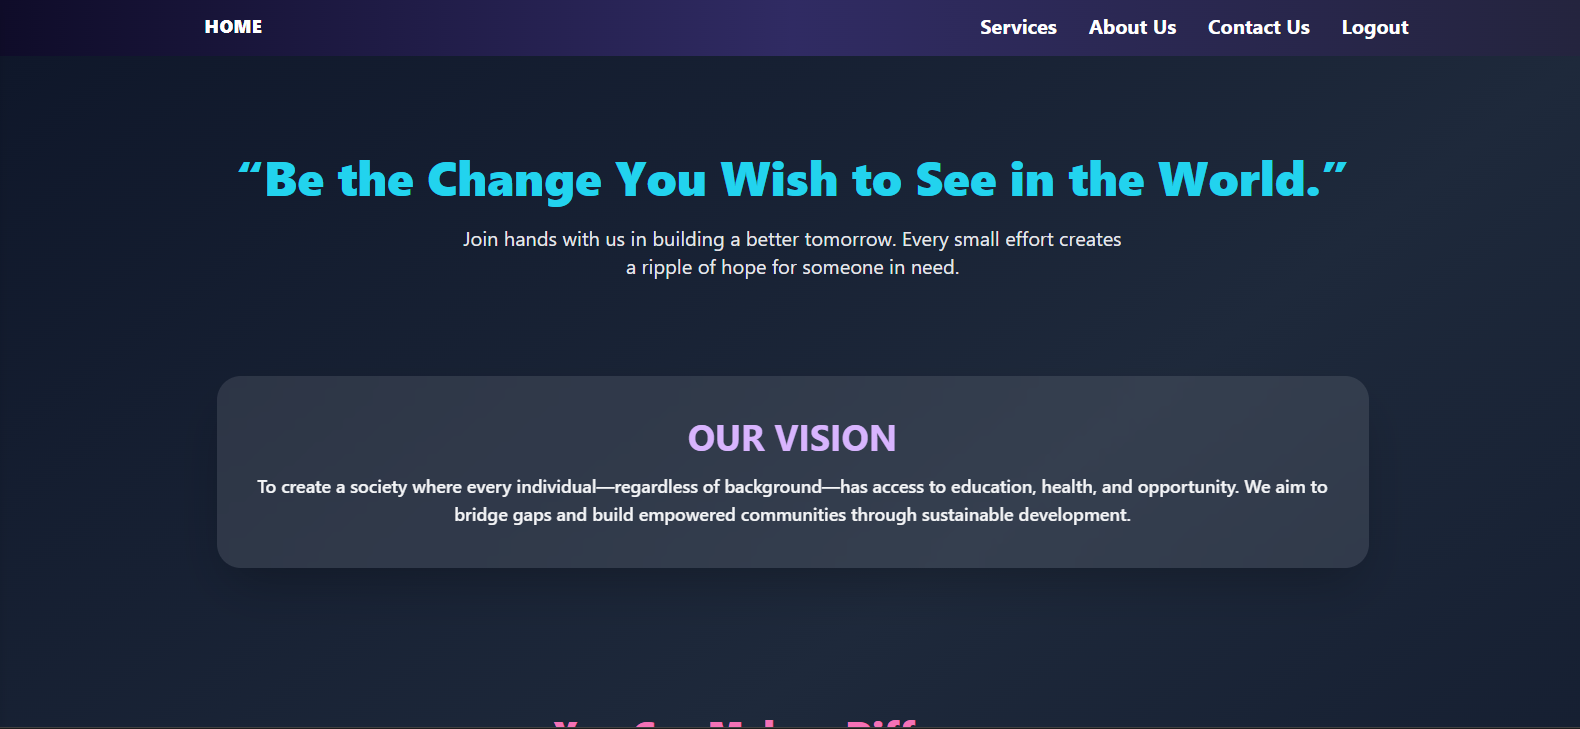 HOME
Services About Us Contact Us Logout
“Be the Change You Wish to See in the World.”
Join hands with us in building a better tomorrow. Every small effort creates
a ripple of hope for someone in need.
OUR VISION
To create a society where every individual—regardless of background—has access to education, health, and opportunity. We aim to
bridge gaps and build empowered communities through sustainable development.